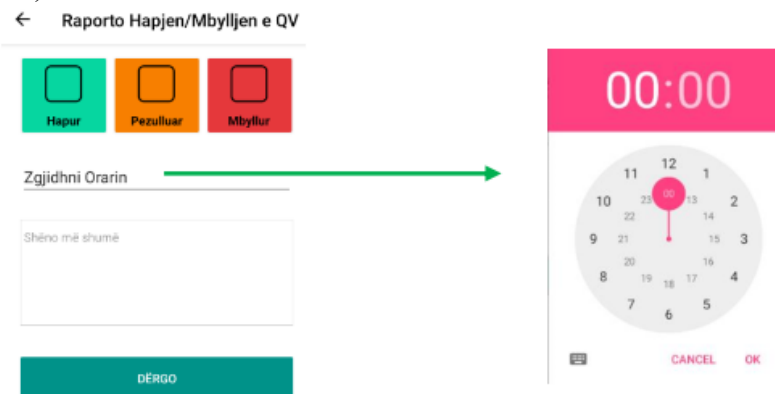 Raporto Hapjen/Mbylljen e QV
Hapur Pezulluar Mbyllur
Zgjidhni Orarin
Shëno më shumë
DËRGO
00:00
12
11 1
00
23 13
10 2
22 14
9 21 15 3
20 16
8 19 17 4
18
7 5
6
CANCEL OK